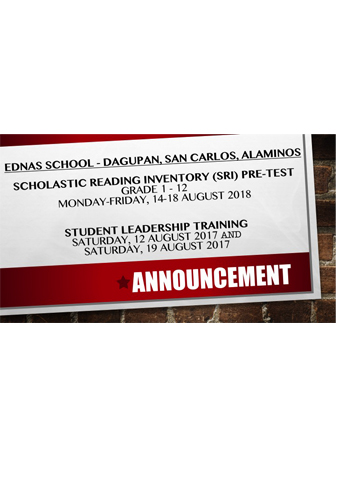 EDNAS SCHOOL - DAGUPAN, SAN CARLOS, ALAMINOS
SCHOLASTIC READING INVENTORY (SRI) PRE-TEST
GRADE 1 - 12
MONDAY-FRIDAY, 14-18 AUGUST 2018
STUDENT LEADERSHIP TRAINING
SATURDAY, 12 AUGUST 2017 AND
SATURDAY, 19 AUGUST 2017
ANNOUNCEMENT